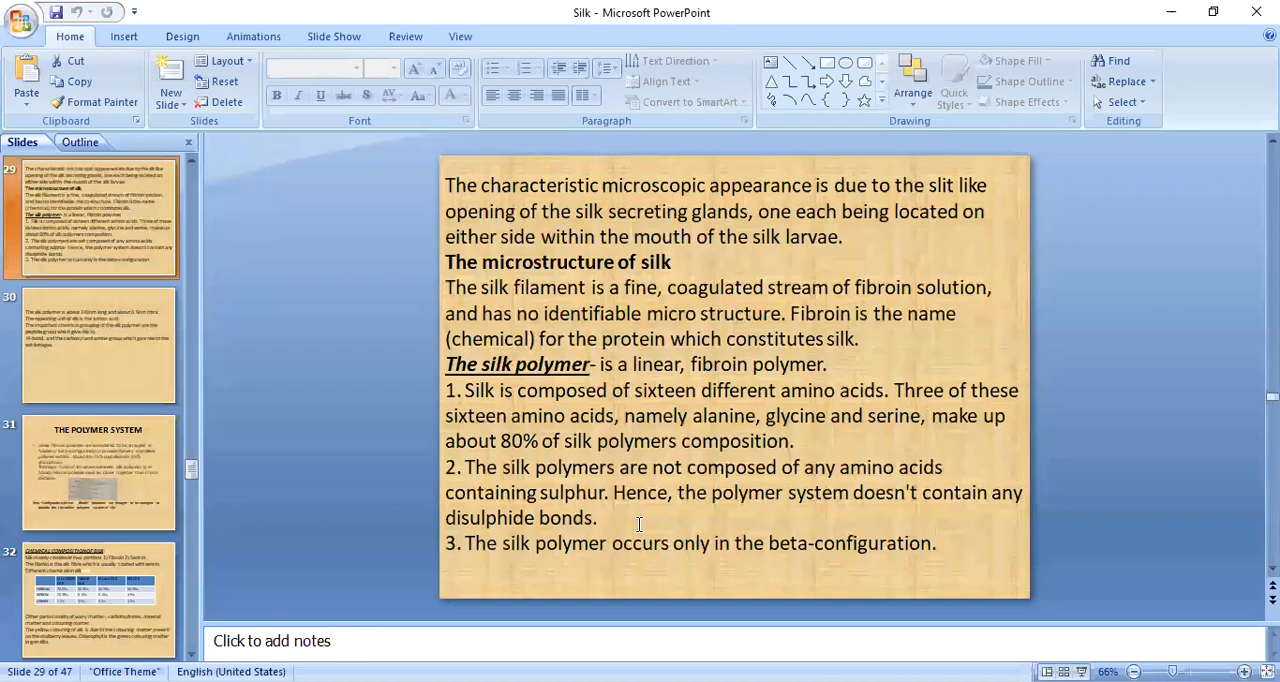 Silk - Microsoft PowerPoint
Home Insert Design Animations Slide Show Review View
Paste
Cut
Copy
Format Painter
Clipboard
New Slide
Layout
Reset
Delete
Slides
B I U abc S AV Aa A
Font
Text Direction
Align Text
Convert to SmartArt
Paragraph
Arrange
Quick Styles
Shape Fill
Shape Outline
Shape Effects
Drawing
Find
Replace
Select
Editing
Slides Outline
29
30
31
THE POLYMER SYSTEM
32
CHEMICAL COMPOSITION OF SILK
The characteristic microscopic appearance is due to the slit like
opening of the silk secreting glands, one each being located on
either side within the mouth of the silk larvae.
The microstructure of silk
The silk filament is a fine, coagulated stream of fibroin solution,
and has no identifiable micro structure. Fibroin is the name
(chemical) for the protein which constitutes silk.
The silk polymer- is a linear, fibroin polymer.
1. Silk is composed of sixteen different amino acids. Three of these
sixteen amino acids, namely alanine, glycine and serine, make up
about 80% of silk polymers composition.
2. The silk polymers are not composed of any amino acids
containing sulphur. Hence, the polymer system doesn't contain any
disulphide bonds.
3. The silk polymer occurs only in the beta-configuration.
Click to add notes
Slide 29 of 47 "Office Theme" English (United States) 66%